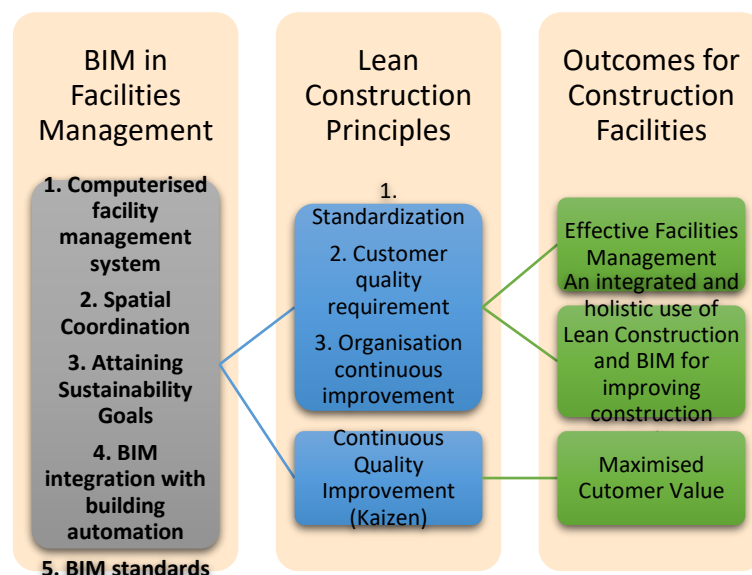 BIM in
Facilities
Management
1. Computerised
facility
management
system
2. Spatial
Coordination
3. Attaining
Sustainability
Goals
4. BIM
integration with
building
automation
5. BIM standards
Lean
Construction
Principles
1.
Standardization
2. Customer
quality
requirement
3. Organisation
continuous
improvement
Continuous
Quality
Improvement
(Kaizen)
Outcomes for
Construction
Facilities
Effective Facilities
Management
An integrated and
holistic use of
Lean Construction
and BIM for
improving
construction
Maximised
Cutomer Value